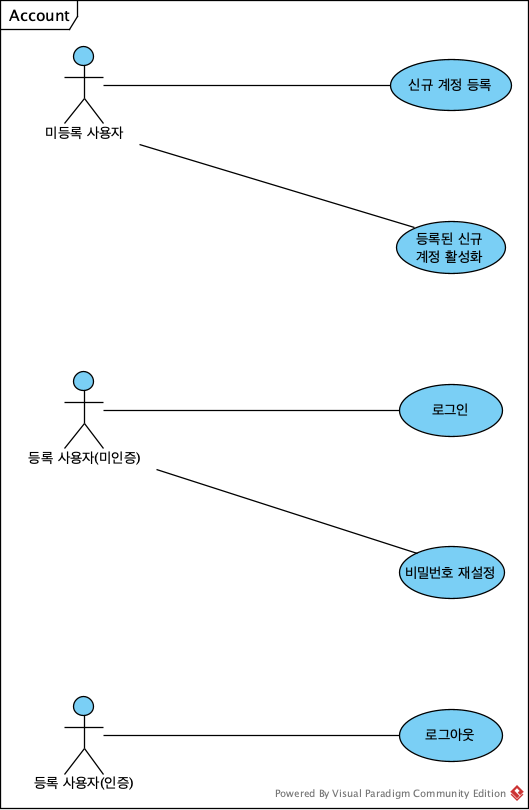 Account
신규 계정 등록
미등록 사용자
등록된 신규
계정 활성화
로그인
등록 사용자(미인증)
비밀번호 재설정
로그아웃
등록 사용자(인증)
Powered By Visual Paradigm Community Edition